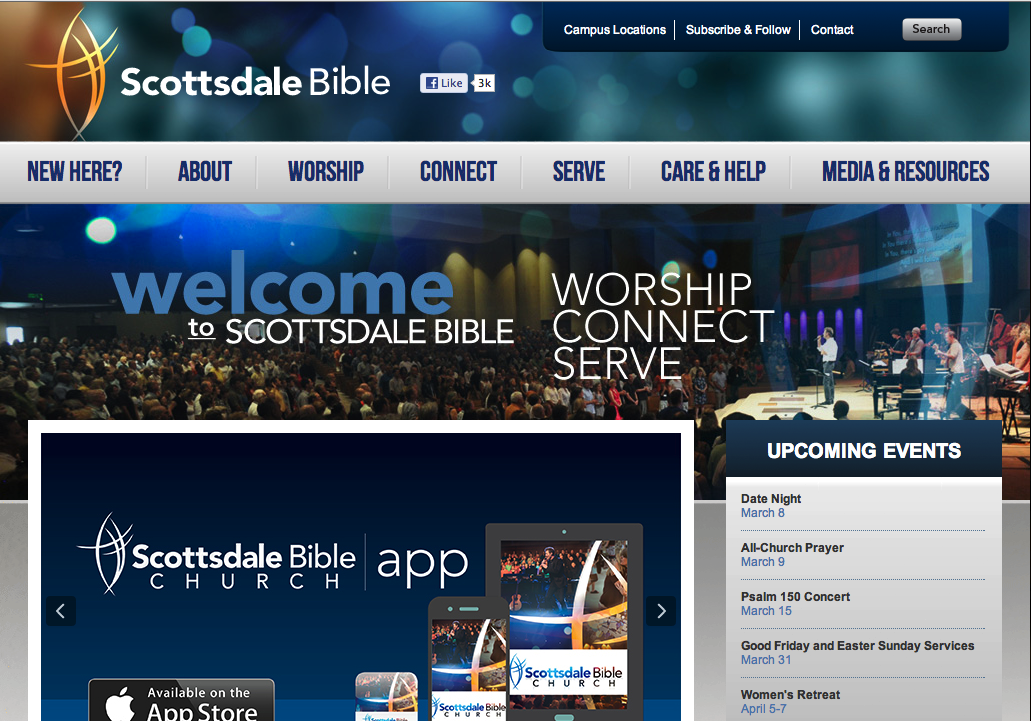 Campus Locations
Subscribe & Follow
Contact
Search
Scottsdale Bible
Like
3k
NEW HERE?
ABOUT
WORSHIP
CONNECT
SERVE
CARE & HELP
MEDIA & RESOURCES
welcome
to SCOTTSDALE BIBLE
WORSHIP
CONNECT
SERVE
Scottsdale Bible
CHURCH
app
Scottsdale Bible
CHURCH
Scottsdale Bible
CHURCH
Available on the
App Store
UPCOMING EVENTS
Date Night
March 8
All-Church Prayer
March 9
Psalm 150 Concert
March 15
Good Friday and Easter Sunday Services
March 31
Women's Retreat
April 5-7